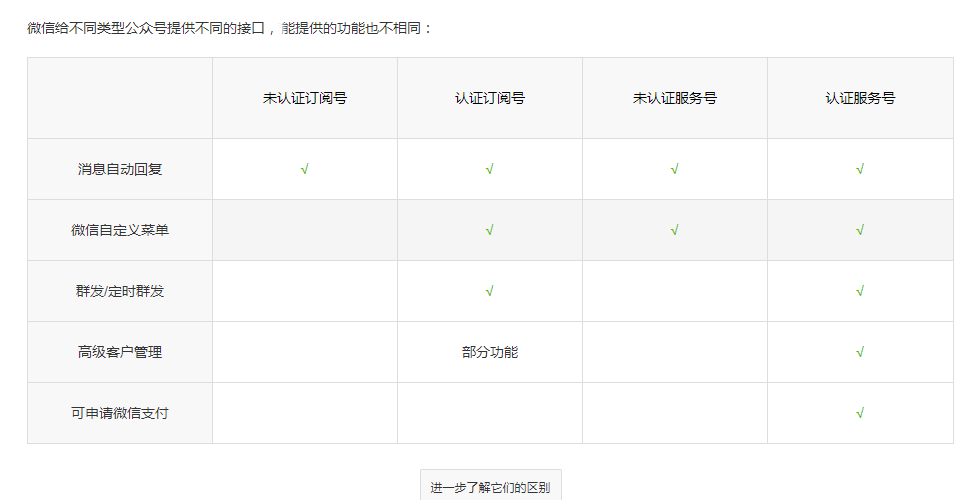 微信给不同类型公众号提供不同的接口，能提供的功能也不相同：
未认证订阅号 认证订阅号 未认证服务号 认证服务号
消息自动回复 √ √ √ √
微信自定义菜单 √ √ √
群发/定时群发 √ √
高级客户管理 部分功能 √
可申请微信支付 √
进一步了解它们的区别